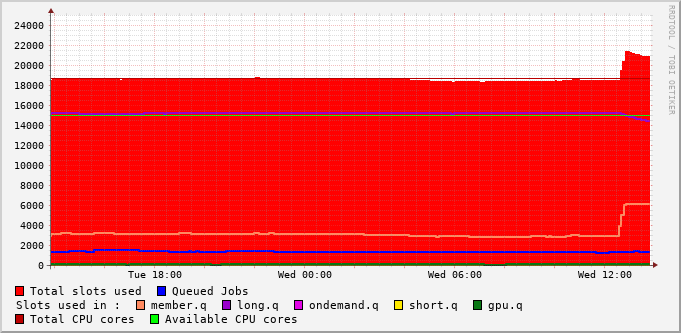 RRDTOOL / TOBI OETIKER
24000
22000
20000
18000
16000
14000
12000
10000
8000
6000
4000
2000
0
Tue 18:00 Wed 00:00 Wed 06:00 Wed 12:00
Total slots used Queued Jobs
Slots used in : member.q long.q ondemand.q short.q gpu.q
Total CPU cores Available CPU cores